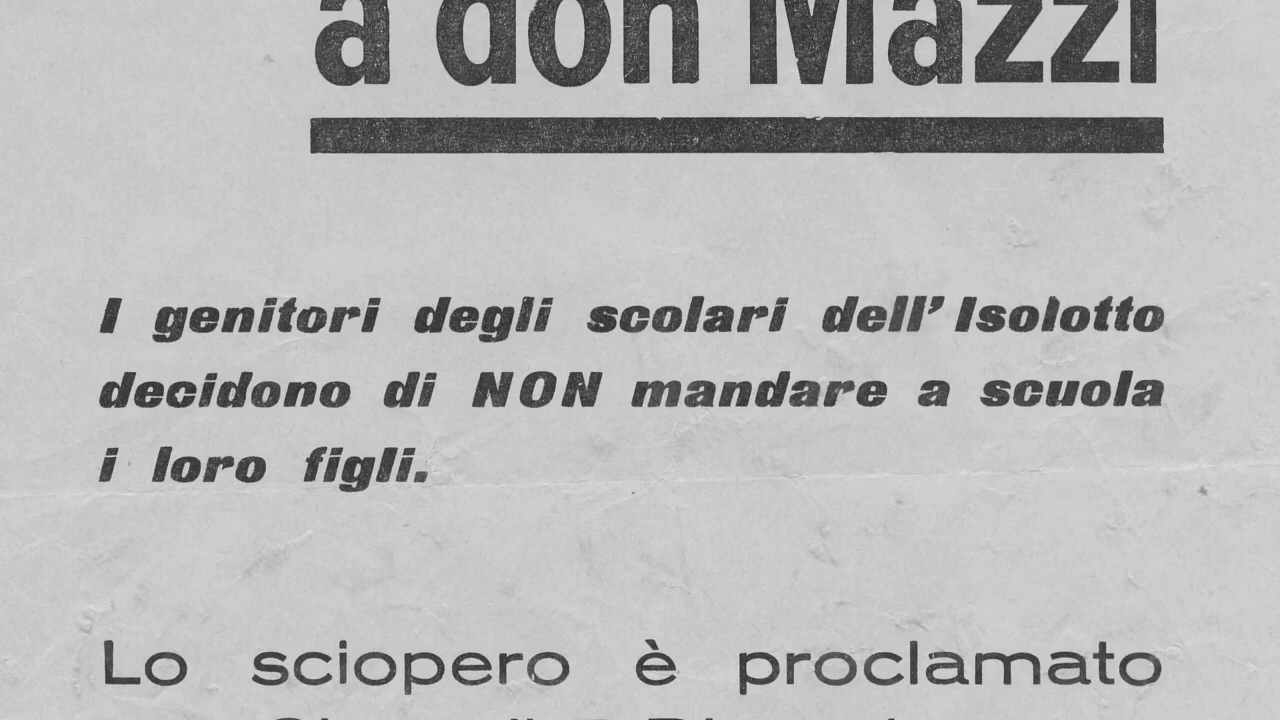 a don Mazzi
I genitori degli scolari dell'Isolotto
decidono di NON mandare a scuola
i loro figli.
Lo sciopero è proclamato